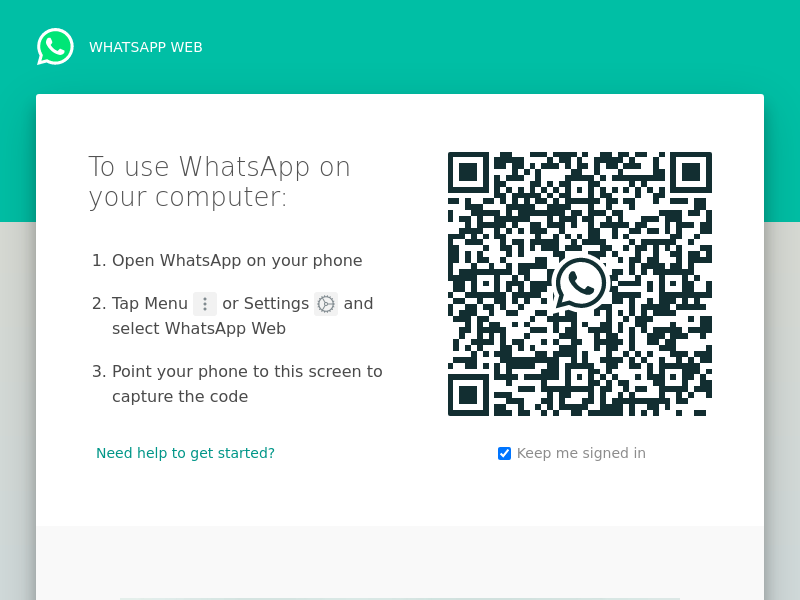 WHATSAPP WEB
To use WhatsApp on
your computer:
1. Open WhatsApp on your phone
2. Tap Menu or Settings and
select WhatsApp Web
3. Point your phone to this screen to
capture the code
Need help to get started?
Keep me signed in